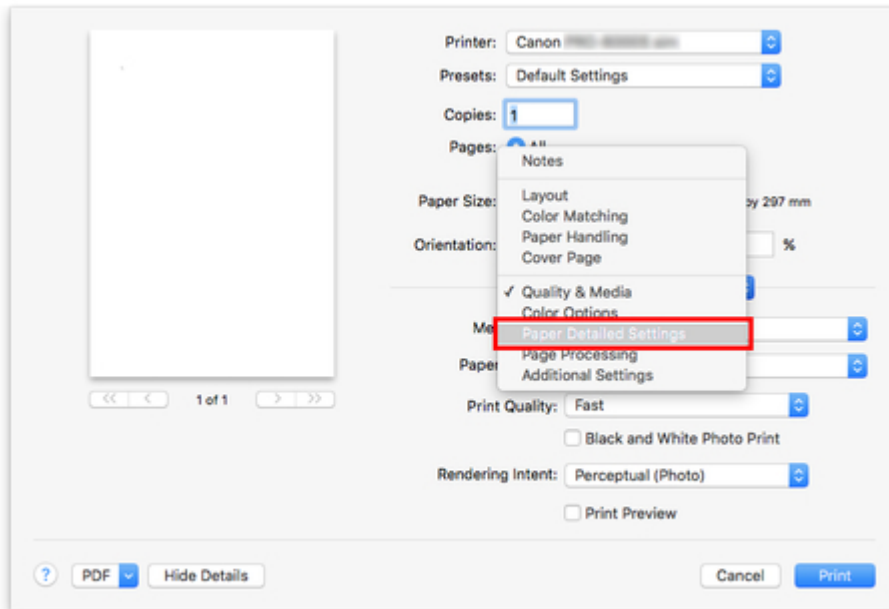 Printer: Canon
Presets: Default Settings
Copies: 1
Pages: All
Notes
Layout
Paper Size: by 297 mm
Color Matching
Paper Handling
Orientation: %
Cover Page
✓ Quality & Media
Color Options
Paper Detailed Settings
Page Processing
Paper
Additional Settings
<< < 1 of 1 > >>
Print Quality: Fast
Black and White Photo Print
Rendering Intent: Perceptual (Photo)
Print Preview
? PDF Hide Details Cancel Print